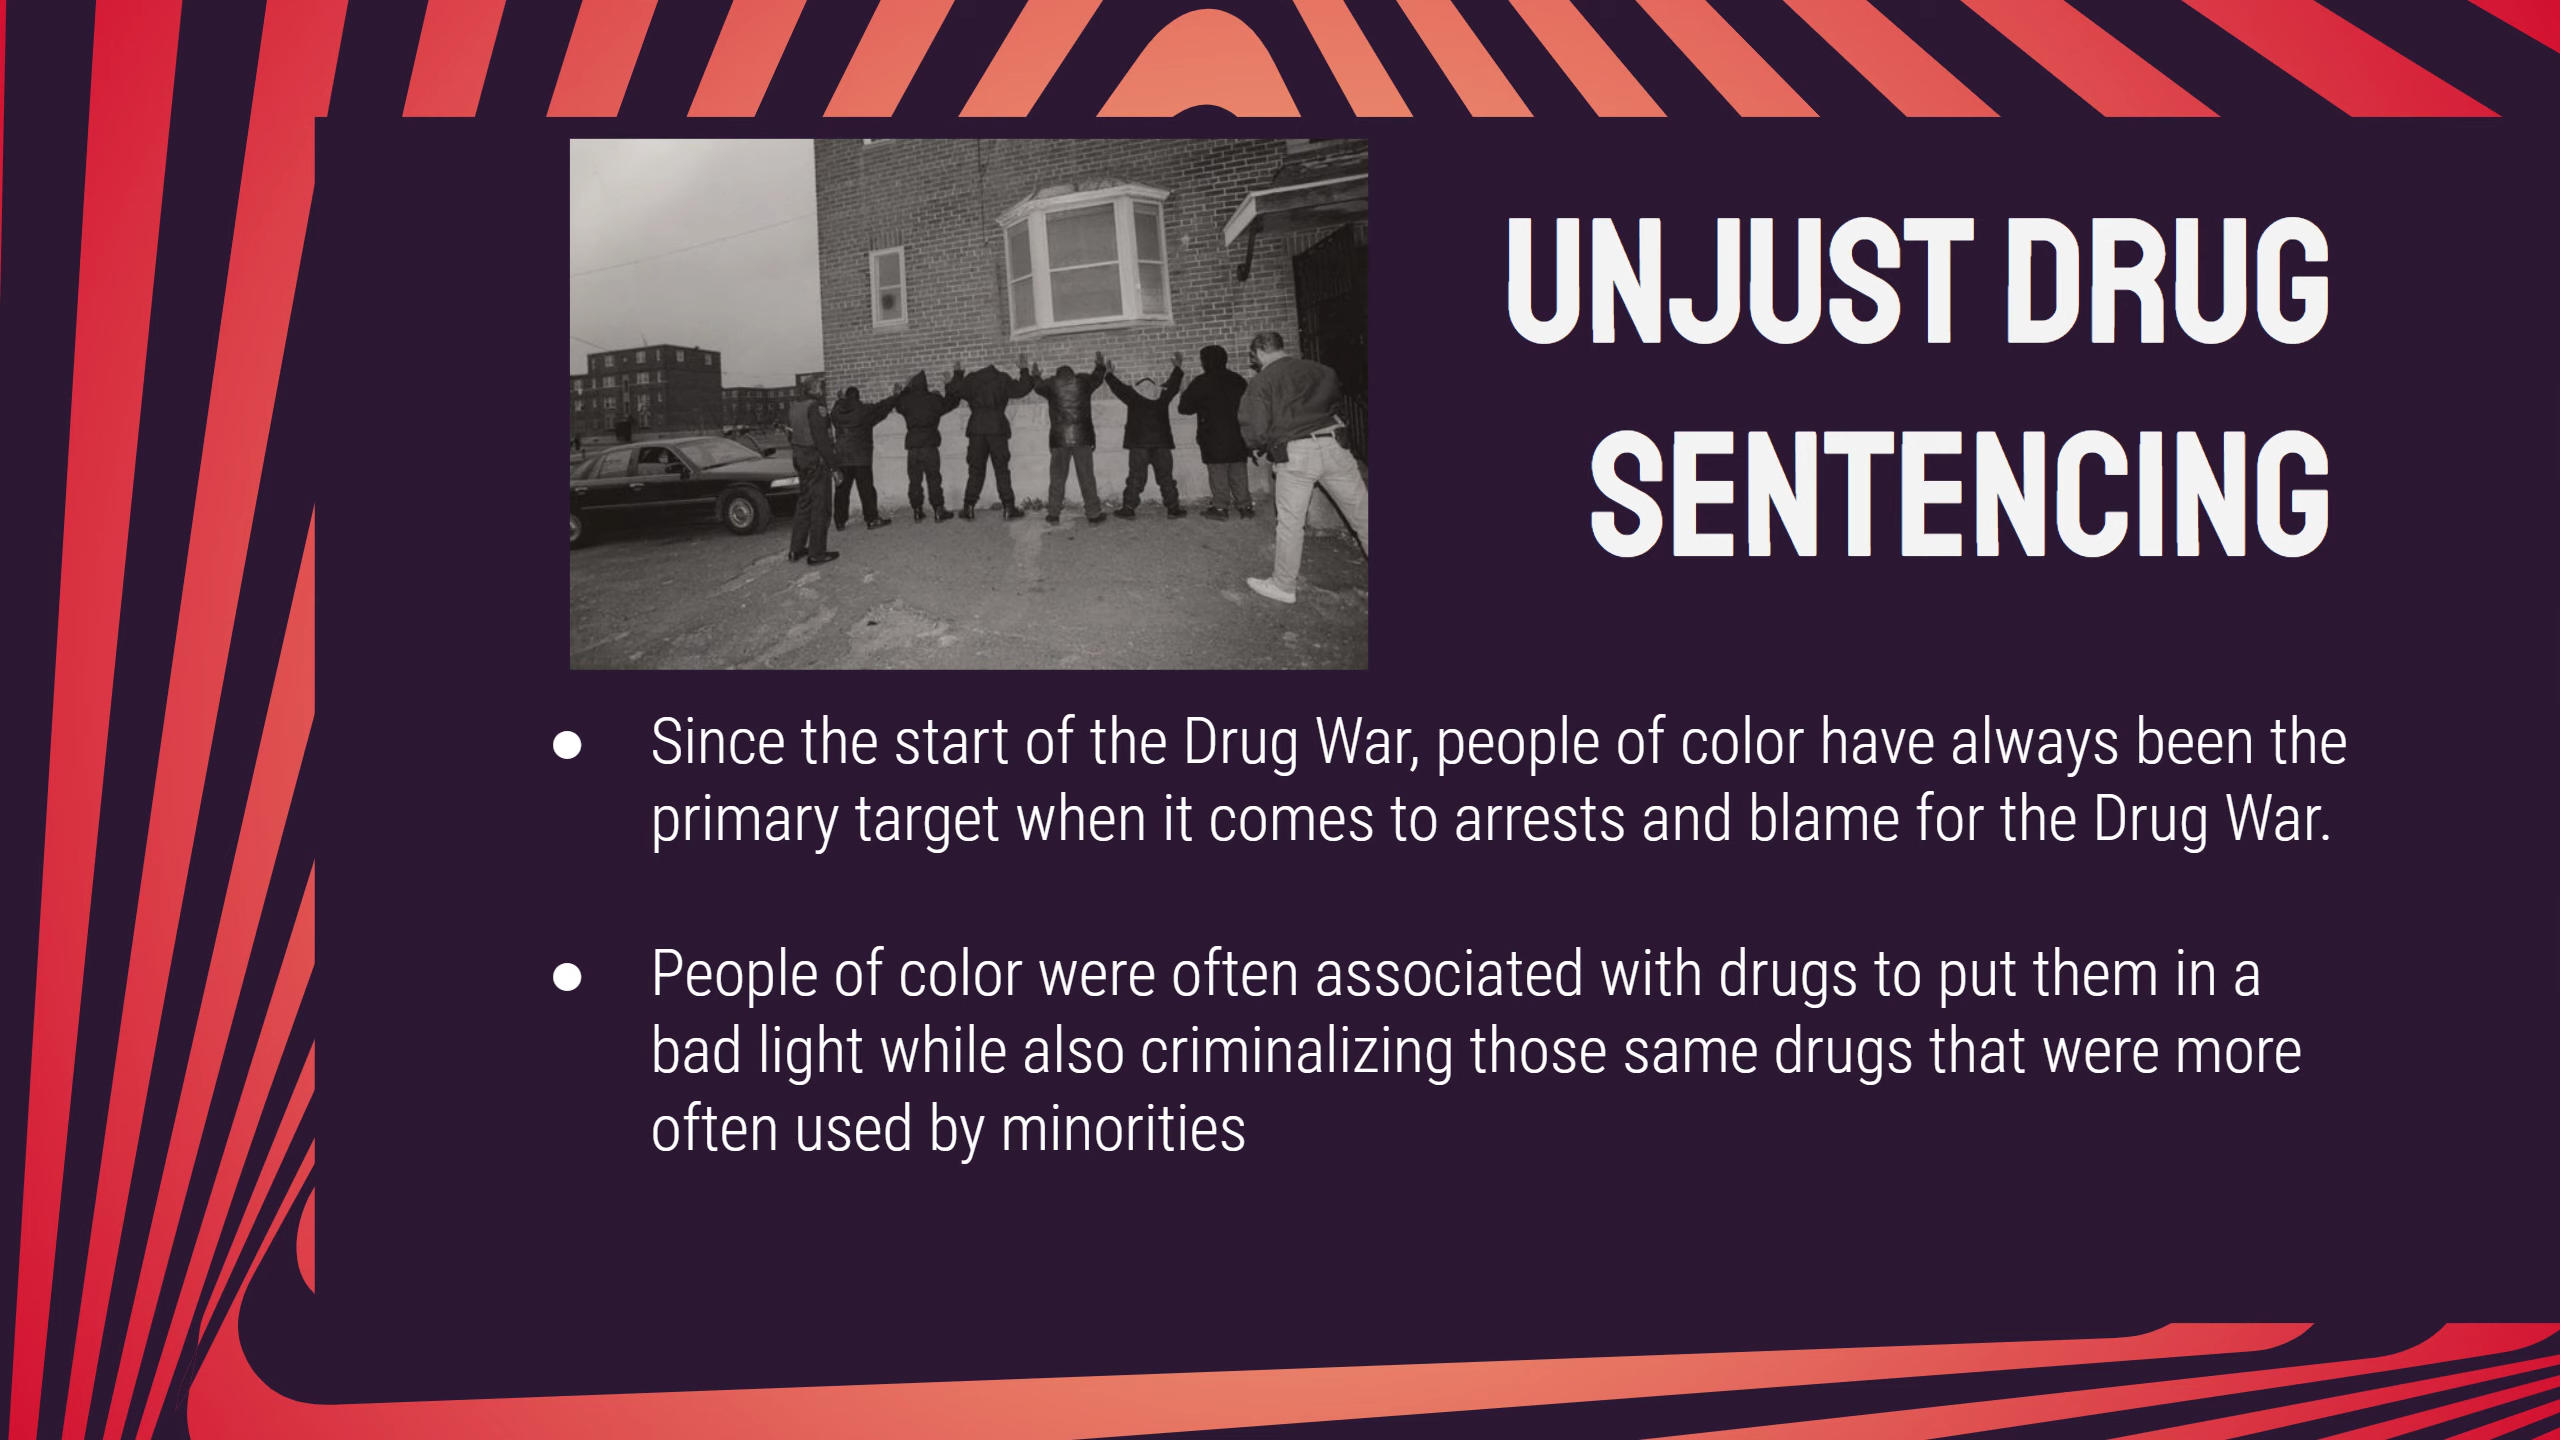 UNJUST DRUG
SENTENCING
● Since the start of the Drug War, people of color have always been the
primary target when it comes to arrests and blame for the Drug War.
● People of color were often associated with drugs to put them in a
bad light while also criminalizing those same drugs that were more
often used by minorities